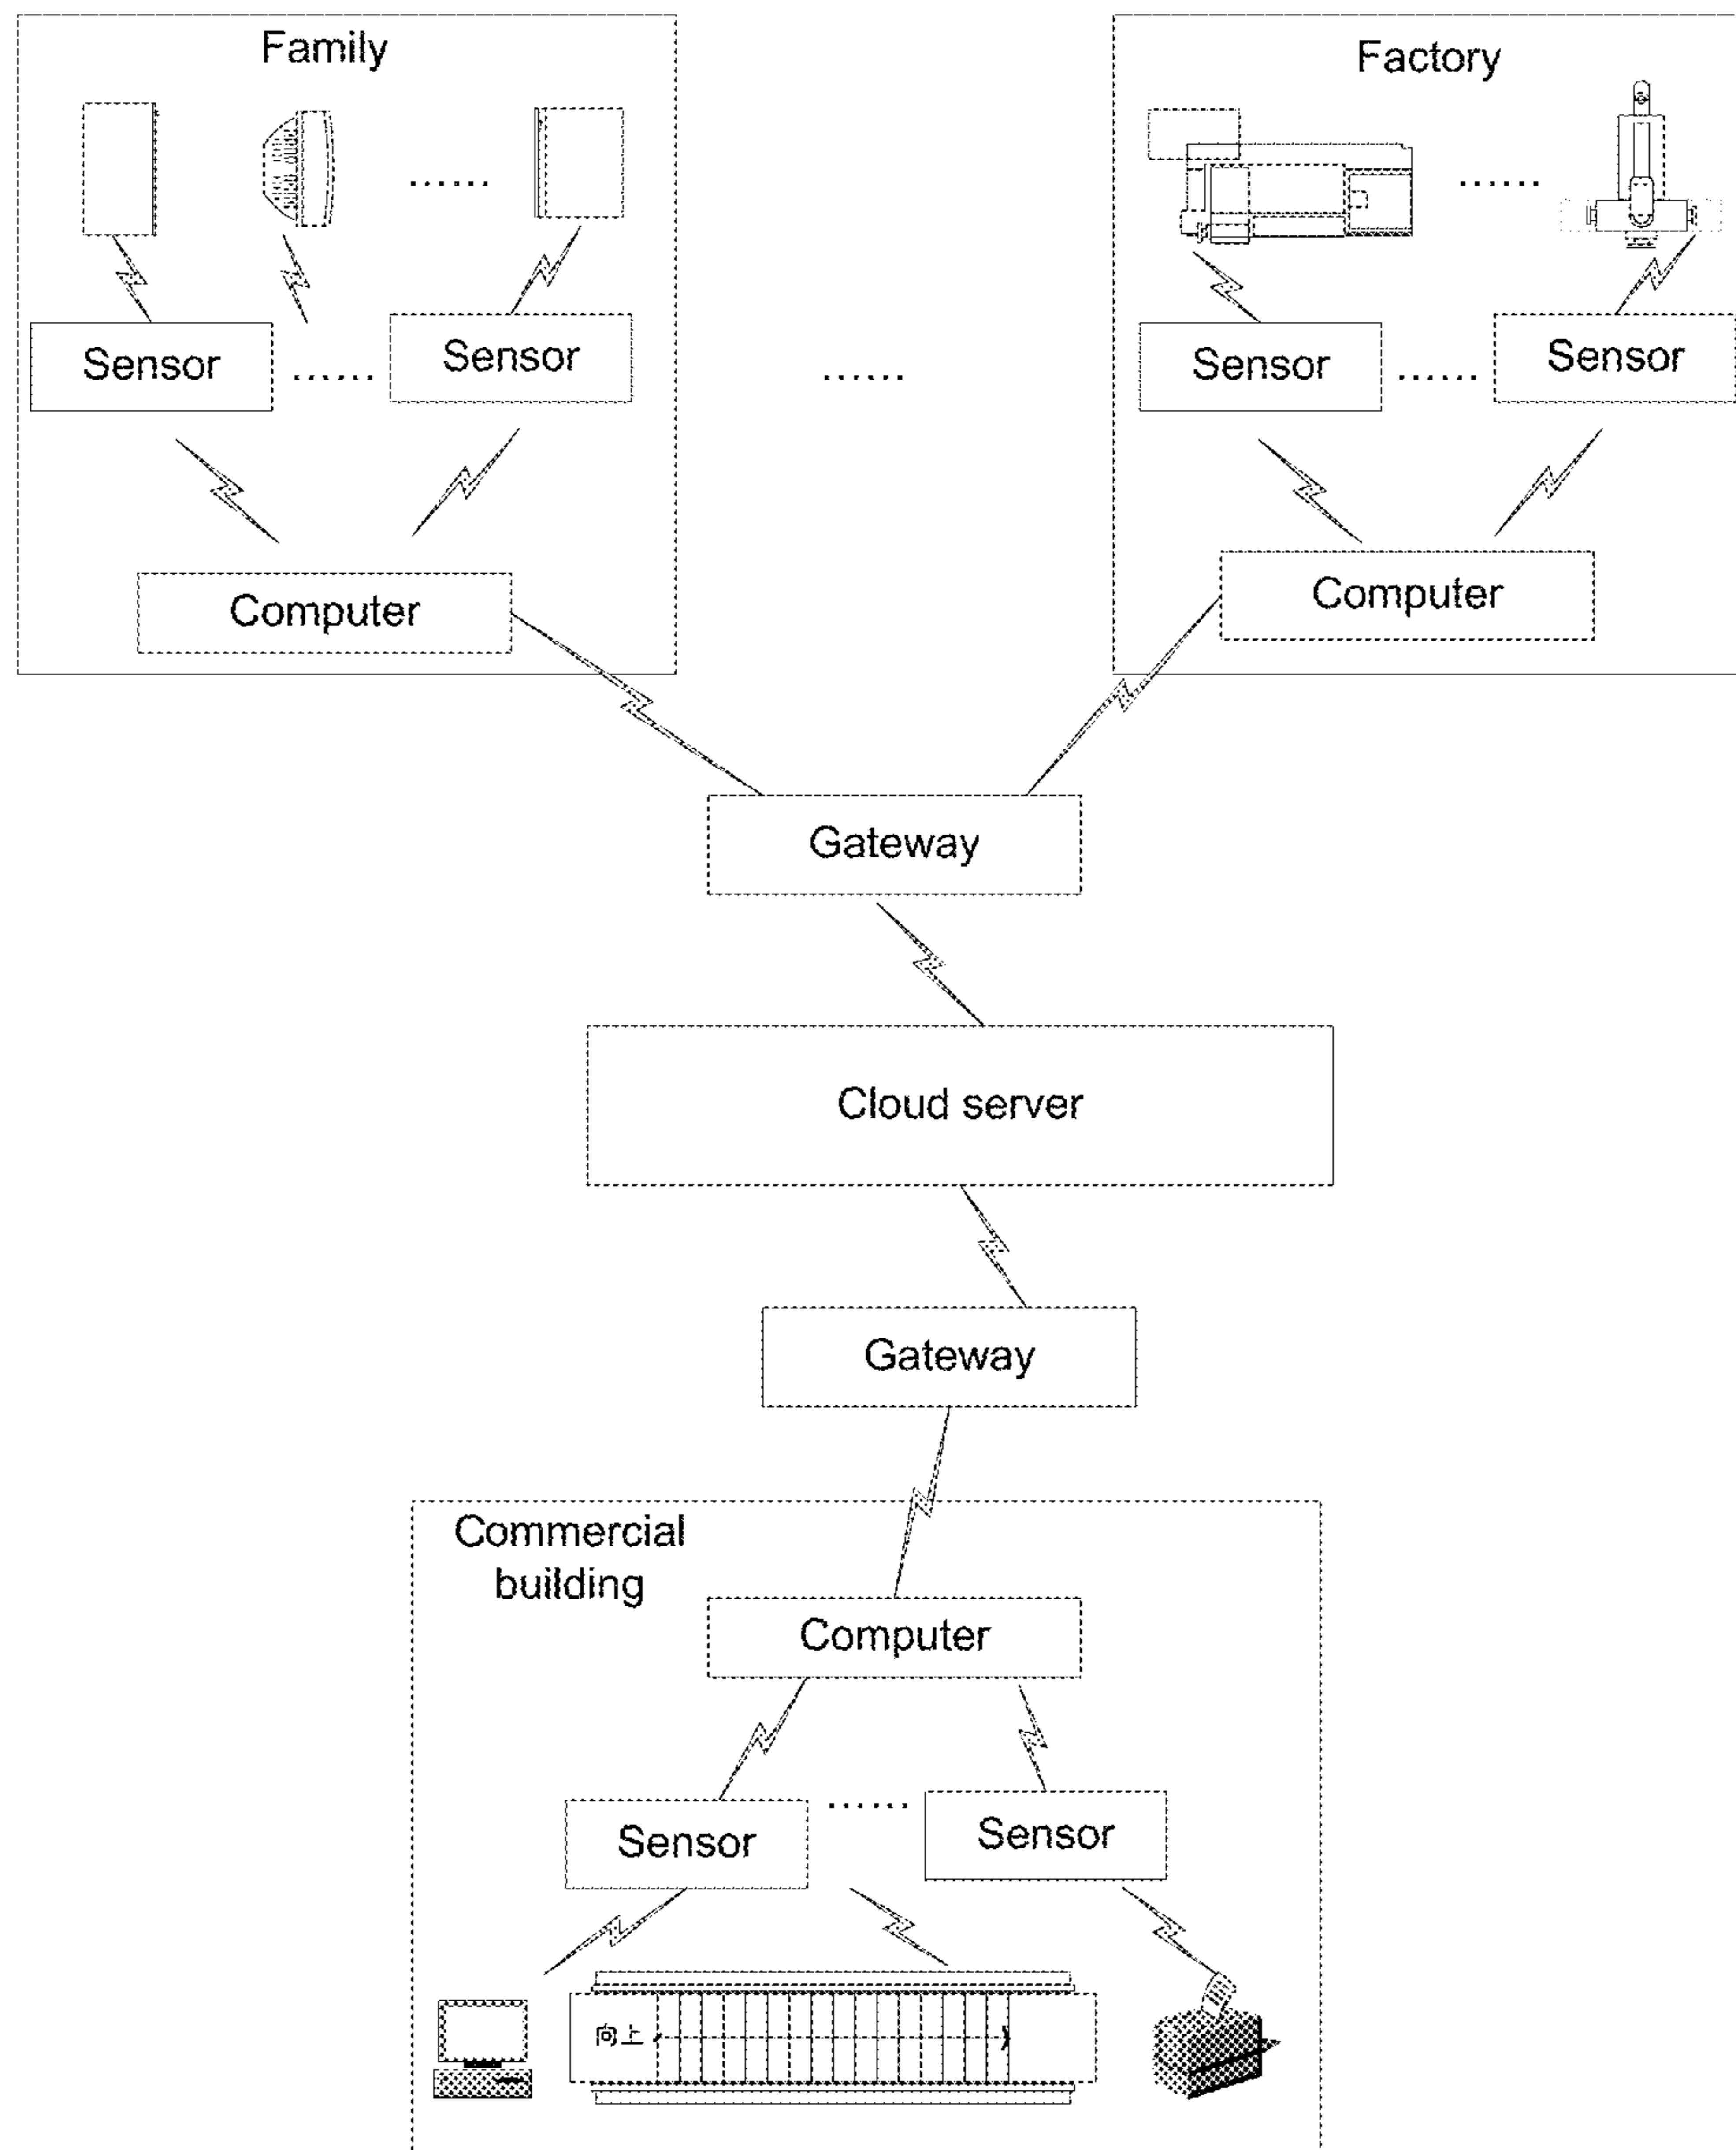 Family
Factory
......
......
Sensor
......
Sensor
......
Sensor
......
Sensor
Computer
Computer
Gateway
Cloud server
Gateway
Commercial
building
Computer
Sensor
......
Sensor
向上